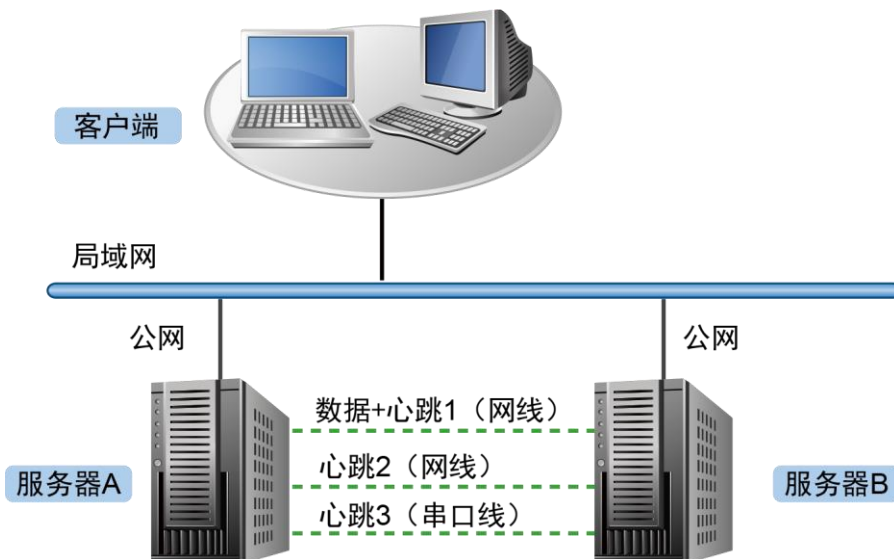 客户端
局域网
公网
公网
数据+心跳1（网线）
心跳2（网线）
服务器A
服务器B
心跳3（串口线）